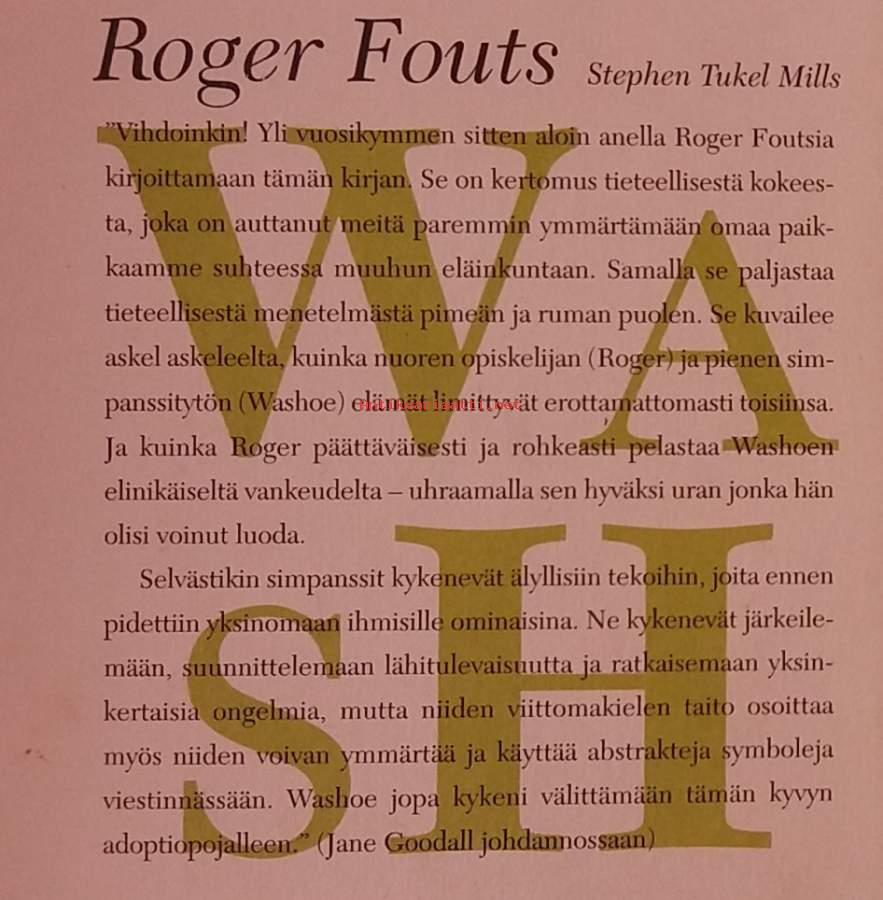 Roger Fouts Stephen Tukel Mills
”Vihdoinkin! Yli vuosikymmen sitten aloin anella Roger Foutsia
kirjoittamaan tämän kirjan. Se on kertomus tieteellisestä kokees-
ta, joka on auttanut meitä paremmin ymmärtämään omaa paik-
kaamme suhteessa muuhun eläinkuntaan. Samalla se paljastaa
tieteellisestä menetelmästä pimeän ja ruman puolen. Se kuvailee
askel askeleelta, kuinka nuoren opiskelijan (Roger) ja pienen sim-
panssitytön (Washoe) elämät limittyvät erottamattomasti toisiinsa.
Ja kuinka Roger päättäväisesti ja rohkeasti pelastaa Washoen
elinikäiseltä vankeudelta – uhraamalla sen hyväksi uran jonka hän
olisi voinut luoda.
Selvästikin simpanssit kykenevät älyllisiin tekoihin, joita ennen
pidettiin yksinomaan ihmisille ominaisina. Ne kykenevät järkeile-
mään, suunnittelemaan lähitulevaisuutta ja ratkaisemaan yksin-
kertaisia ongelmia, mutta niiden viittomakielen taito osoittaa
myös niiden voivan ymmärtää ja käyttää abstrakteja symboleja
viestinnässään. Washoe jopa kykeni välittämään tämän kyvyn
adoptiopojalleen.” (Jane Goodall johdannossaan)
WA
SH